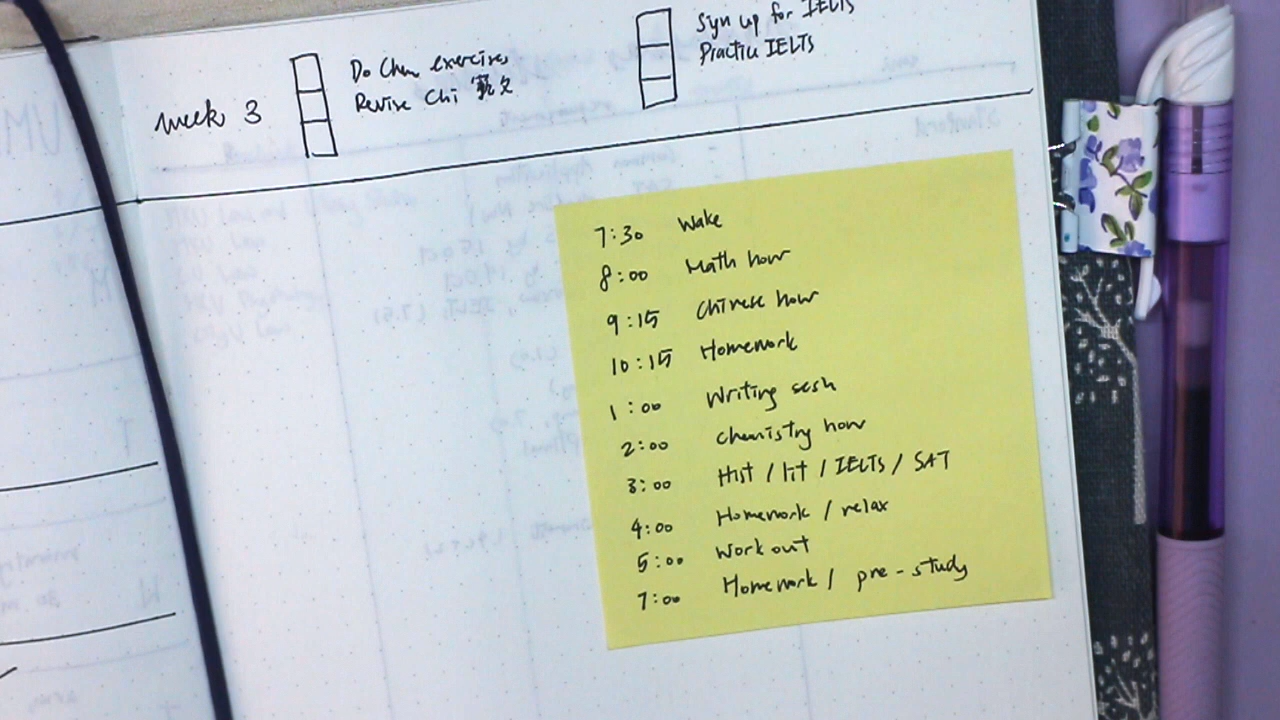 week 3
Do Chem exercises
Revise Chi 範文
Sign up for IELTS
Practice IELTS
7:30 Wake
8:00 Math hour
9:15 Chinese hour
10:15 Homework
1:00 Writing sesh
2:00 Chemistry hour
3:00 Hist / lit / IELTS / SAT
4:00 Homework / relax
5:00 Work out
7:00 Homework / pre-study